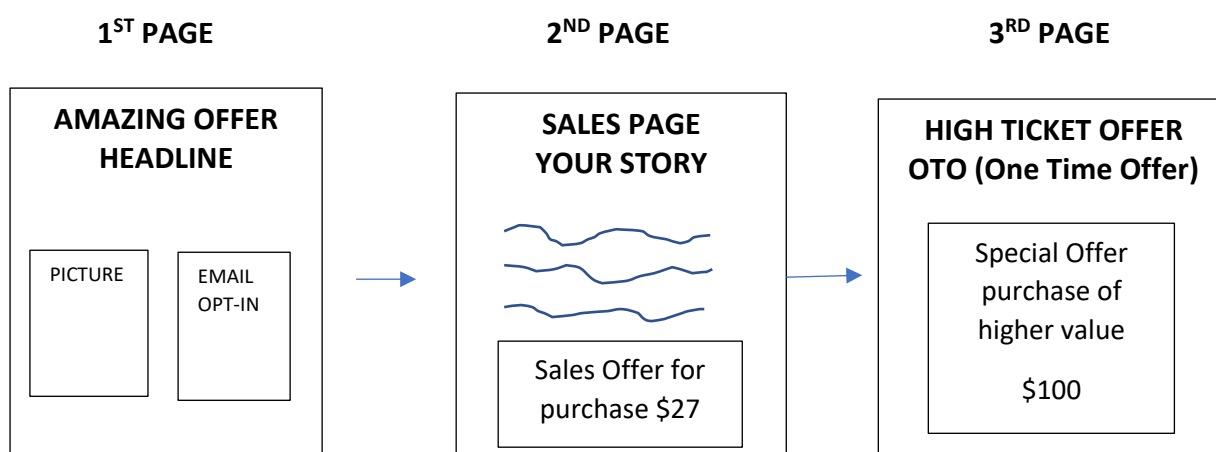 1ST PAGE
2ND PAGE
3RD PAGE
AMAZING OFFER
HEADLINE
PICTURE
EMAIL
OPT-IN
SALES PAGE
YOUR STORY
Sales Offer for
purchase $27
HIGH TICKET OFFER
OTO (One Time Offer)
Special Offer
purchase of
higher value
$100